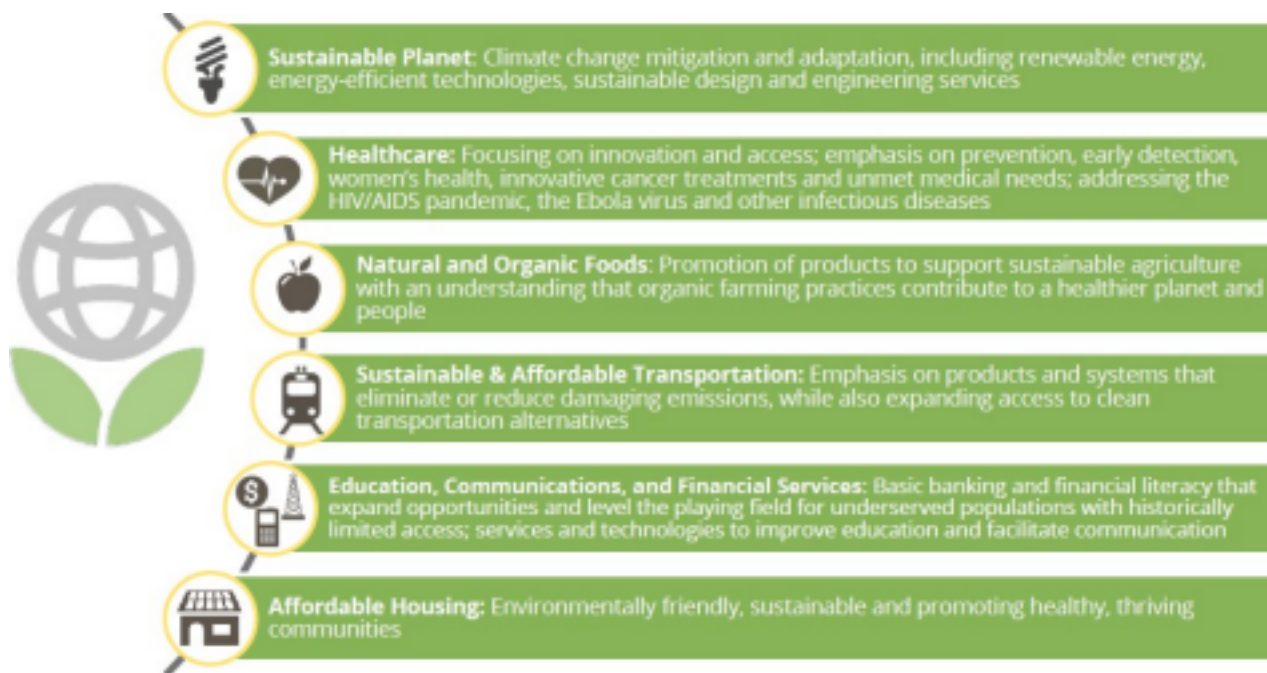 Sustainable Planet: Climate change mitigation and adaptation, including renewable energy,
energy-efficient technologies, sustainable design and engineering services
Healthcare: Focusing on innovation and access; emphasis on prevention, early detection,
women's health, innovative cancer treatments and unmet medical needs; addressing the
HIV/AIDS pandemic, the Ebola virus and other infectious diseases
Natural and Organic Foods: Promotion of products to support sustainable agriculture
with an understanding that organic farming practices contribute to a healthier planet and
people
Sustainable & Affordable Transportation: Emphasis on products and systems that
eliminate or reduce damaging emissions, while also expanding access to clean
transportation alternatives
$
Education, Communications, and Financial Services: Basic banking and financial literacy that
expand opportunities and level the playing field for underserved populations with historically
limited access; services and technologies to improve education and facilitate communication
Affordable Housing: Environmentally friendly, sustainable and promoting healthy, thriving
communities